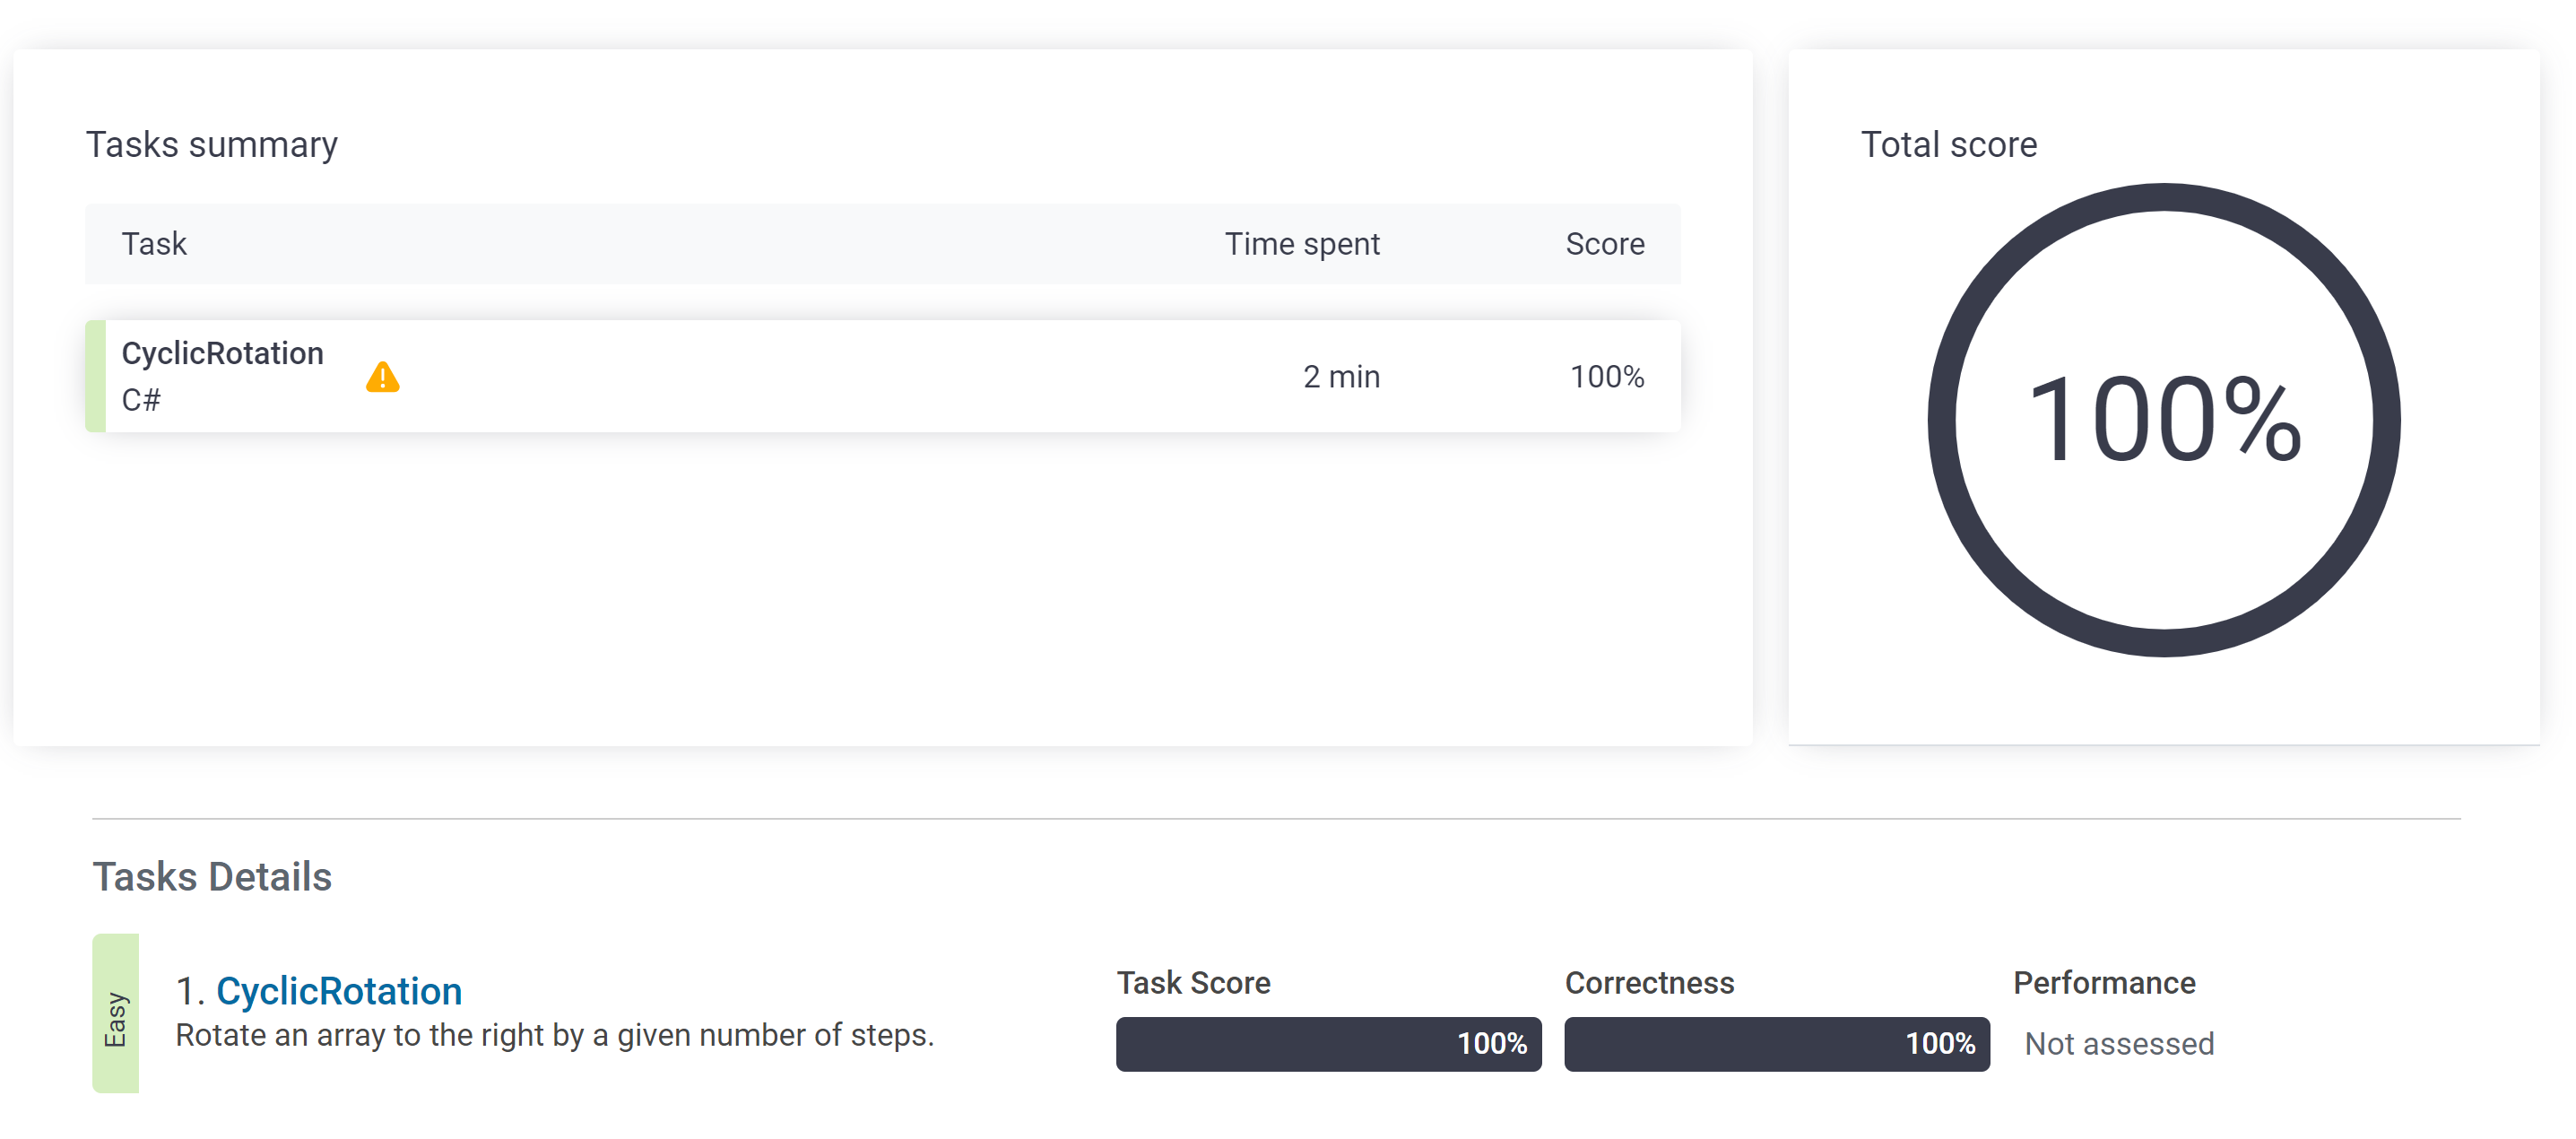 Tasks summary
Task Time spent Score
CyclicRotation
C#
2 min 100%
Total score
100%
Tasks Details
Easy
1. CyclicRotation
Rotate an array to the right by a given number of steps.
Task Score Correctness Performance
100% 100% Not assessed